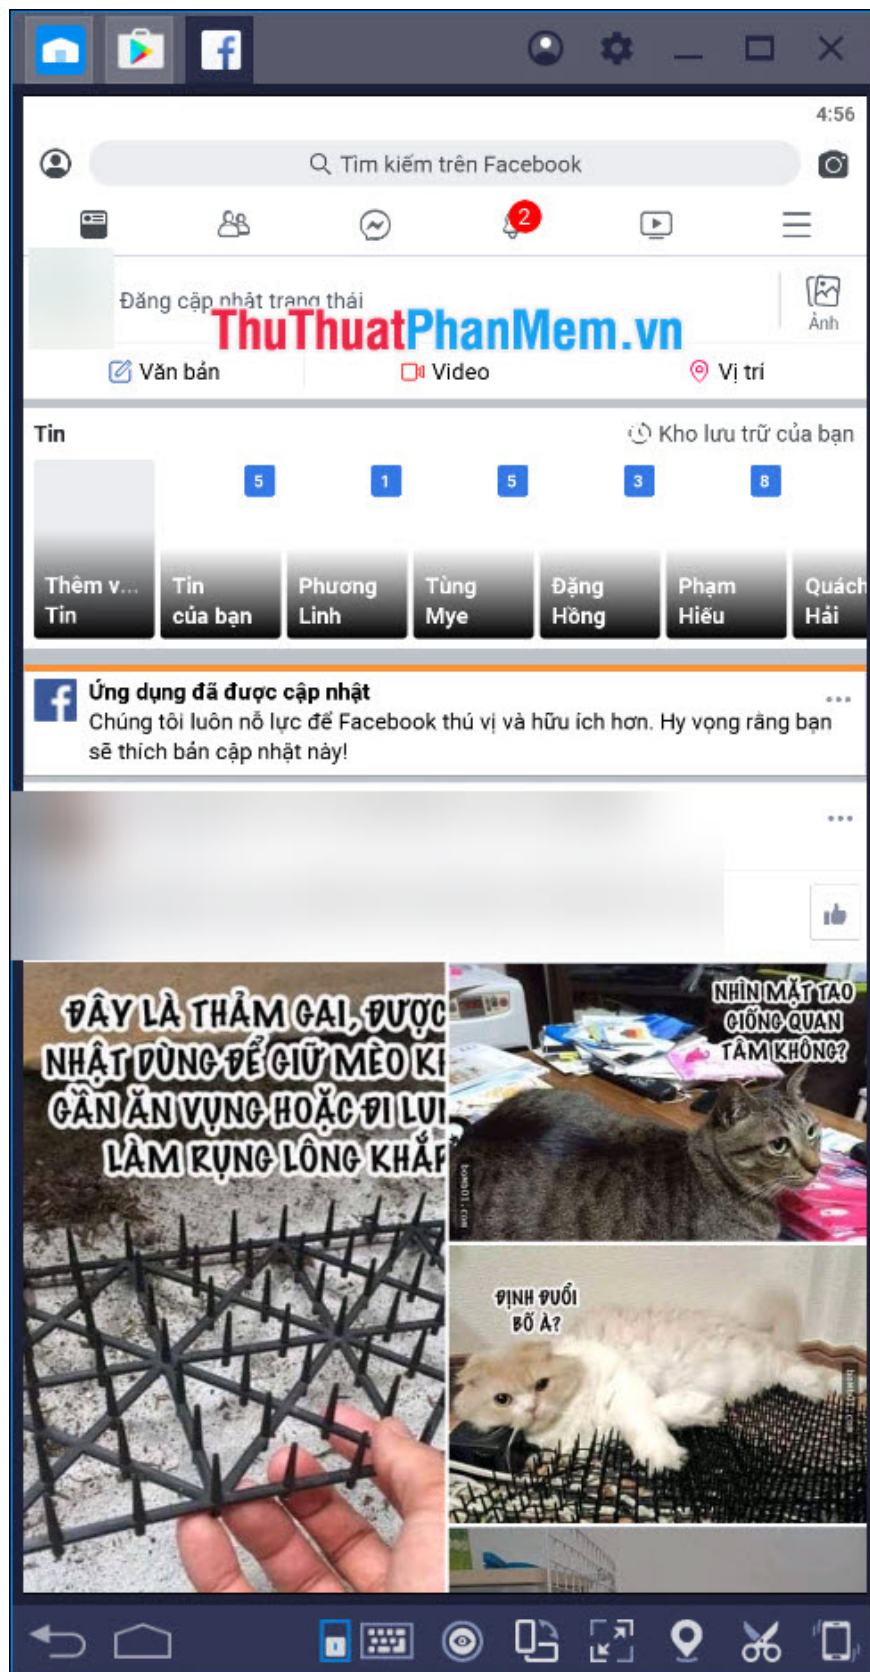 4:56
Tìm kiếm trên Facebook
2
Đăng cập nhật trạng thái
Ảnh
ThuThuatPhanMem.vn
Văn bản
Video
Vị trí
Tin
Kho lưu trữ của bạn
5
1
5
3
8
Thêm v...
Tin
Tin
của bạn
Phương
Linh
Tùng
Mye
Đặng
Hồng
Phạm
Hiếu
Quách
Hải
Ứng dụng đã được cập nhật
Chúng tôi luôn nỗ lực để Facebook thú vị và hữu ích hơn. Hy vọng rằng bạn
sẽ thích bản cập nhật này!
ĐÂY LÀ THẢM GAI, ĐƯỢC
NHẬT DÙNG ĐỂ GIỮ MÈO K
GẦN ĂN VỤNG HOẶC ĐI LU
LÀM RỤNG LÔNG KHẮP
NHÌN MẶT TAO
GIỐNG QUAN
TÂM KHÔNG?
bomb01.com
ĐỊNH ĐUỔI
BỐ À?
bomb01.com